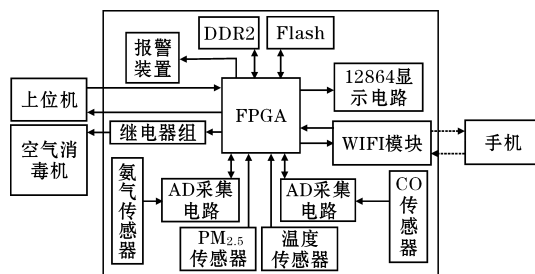 报警
装置
DDR2
Flash
上位机
FPGA
12864显
示电路
空气消
毒机
继电器组
WIFI模块
手机
氨气传感器
AD采集
电路
AD采集
电路
CO
传感器
PM2.5
传感器
温度
传感器